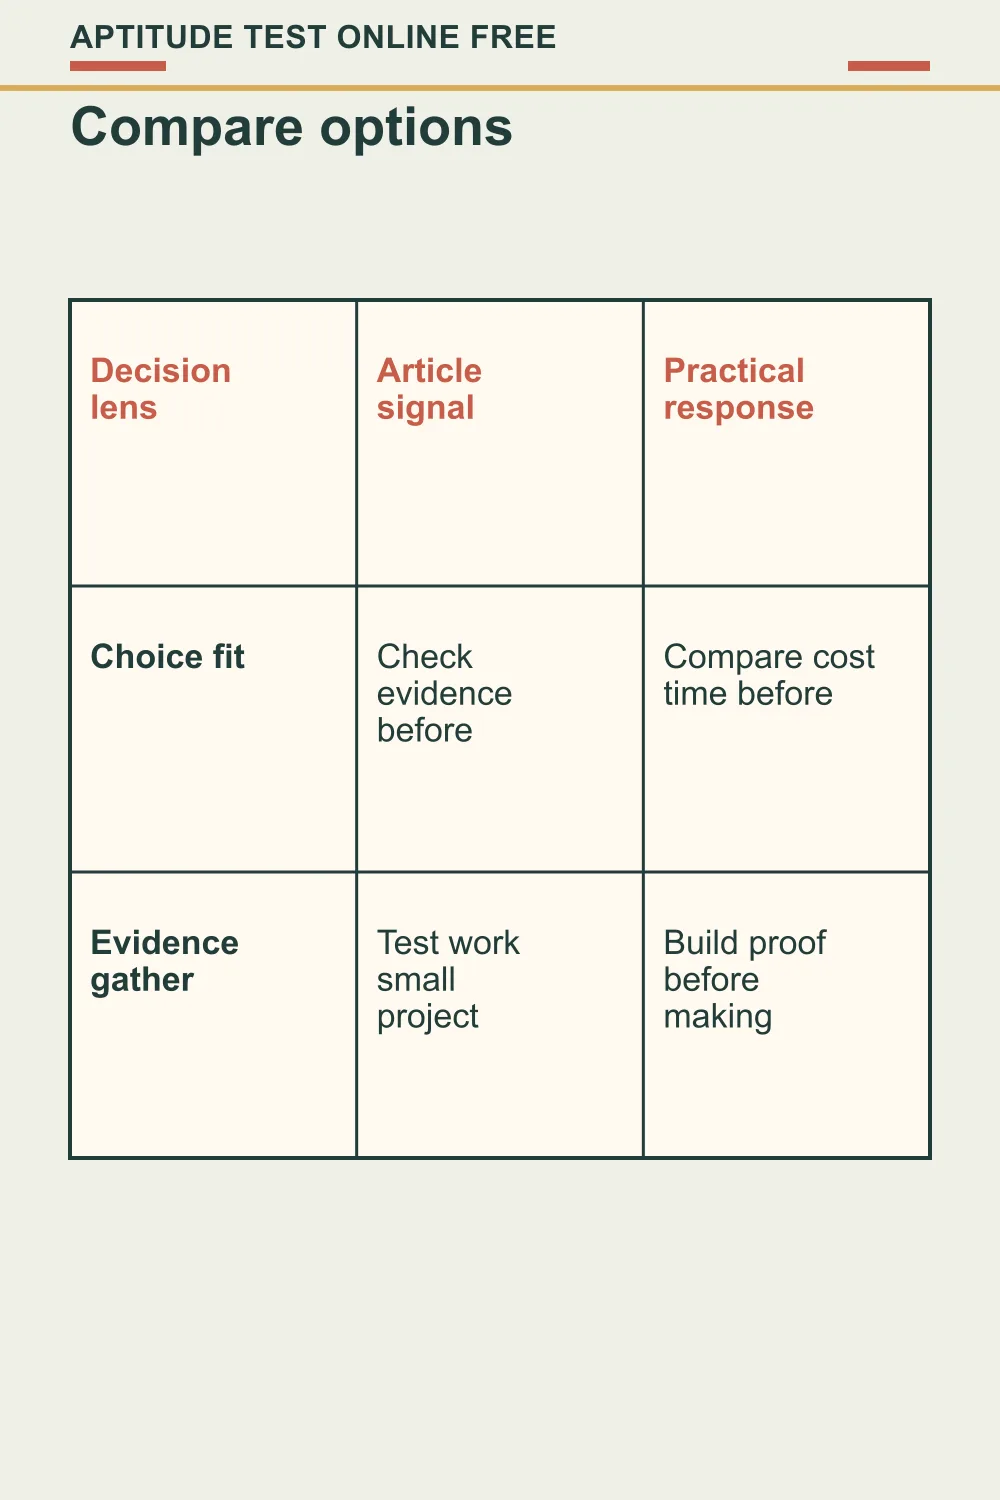 APTITUDE TEST ONLINE FREE
Compare options
Decision
lens
Article
signal
Practical
response
Choice fit
Check
evidence
before
Compare cost
time before
Evidence
gather
Test work
small
project
Build proof
before
making